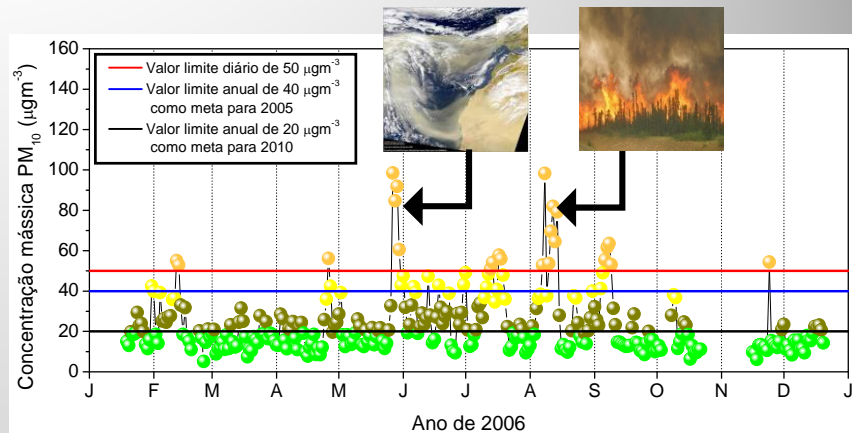 Valor limite diário de 50 µgm⁻³
Valor limite anual de 40 µgm⁻³
como meta para 2005
Valor limite anual de 20 µgm⁻³
como meta para 2010
Concentração mássica PM₁₀ (µgm⁻³)
160
140
120
100
80
60
40
20
0
J F M A M J J A S O N D J
Ano de 2006